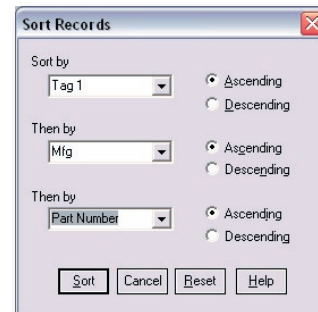 Sort Records
Sort by
Tag 1
Ascending
Descending
Then by
Mfg
Ascending
Descending
Then by
Part Number
Ascending
Descending
Sort Cancel Reset Help